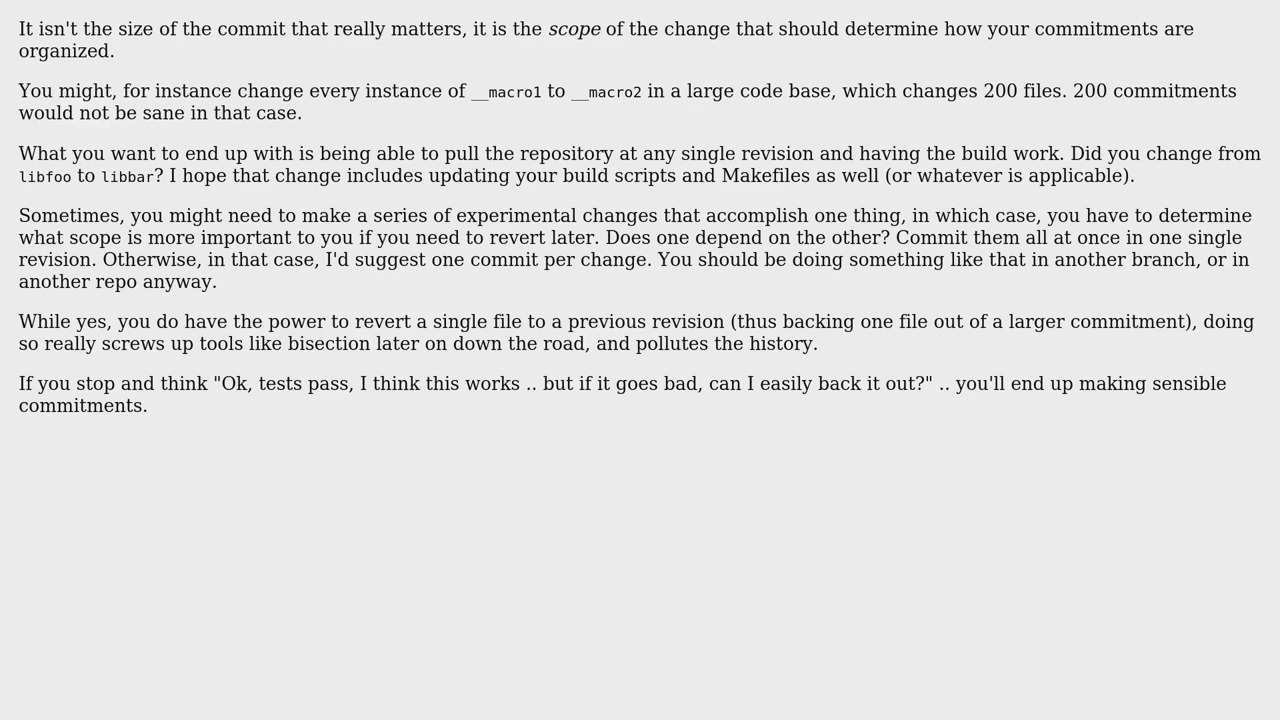 It isn't the size of the commit that really matters, it is the scope of the change that should determine how your commitments are
organized.
You might, for instance change every instance of __macro1 to __macro2 in a large code base, which changes 200 files. 200 commitments
would not be sane in that case.
What you want to end up with is being able to pull the repository at any single revision and having the build work. Did you change from
libfoo to libbar? I hope that change includes updating your build scripts and Makefiles as well (or whatever is applicable).
Sometimes, you might need to make a series of experimental changes that accomplish one thing, in which case, you have to determine
what scope is more important to you if you need to revert later. Does one depend on the other? Commit them all at once in one single
revision. Otherwise, in that case, I'd suggest one commit per change. You should be doing something like that in another branch, or in
another repo anyway.
While yes, you do have the power to revert a single file to a previous revision (thus backing one file out of a larger commitment), doing
so really screws up tools like bisection later on down the road, and pollutes the history.
If you stop and think "Ok, tests pass, I think this works .. but if it goes bad, can I easily back it out?" .. you'll end up making sensible
commitments.